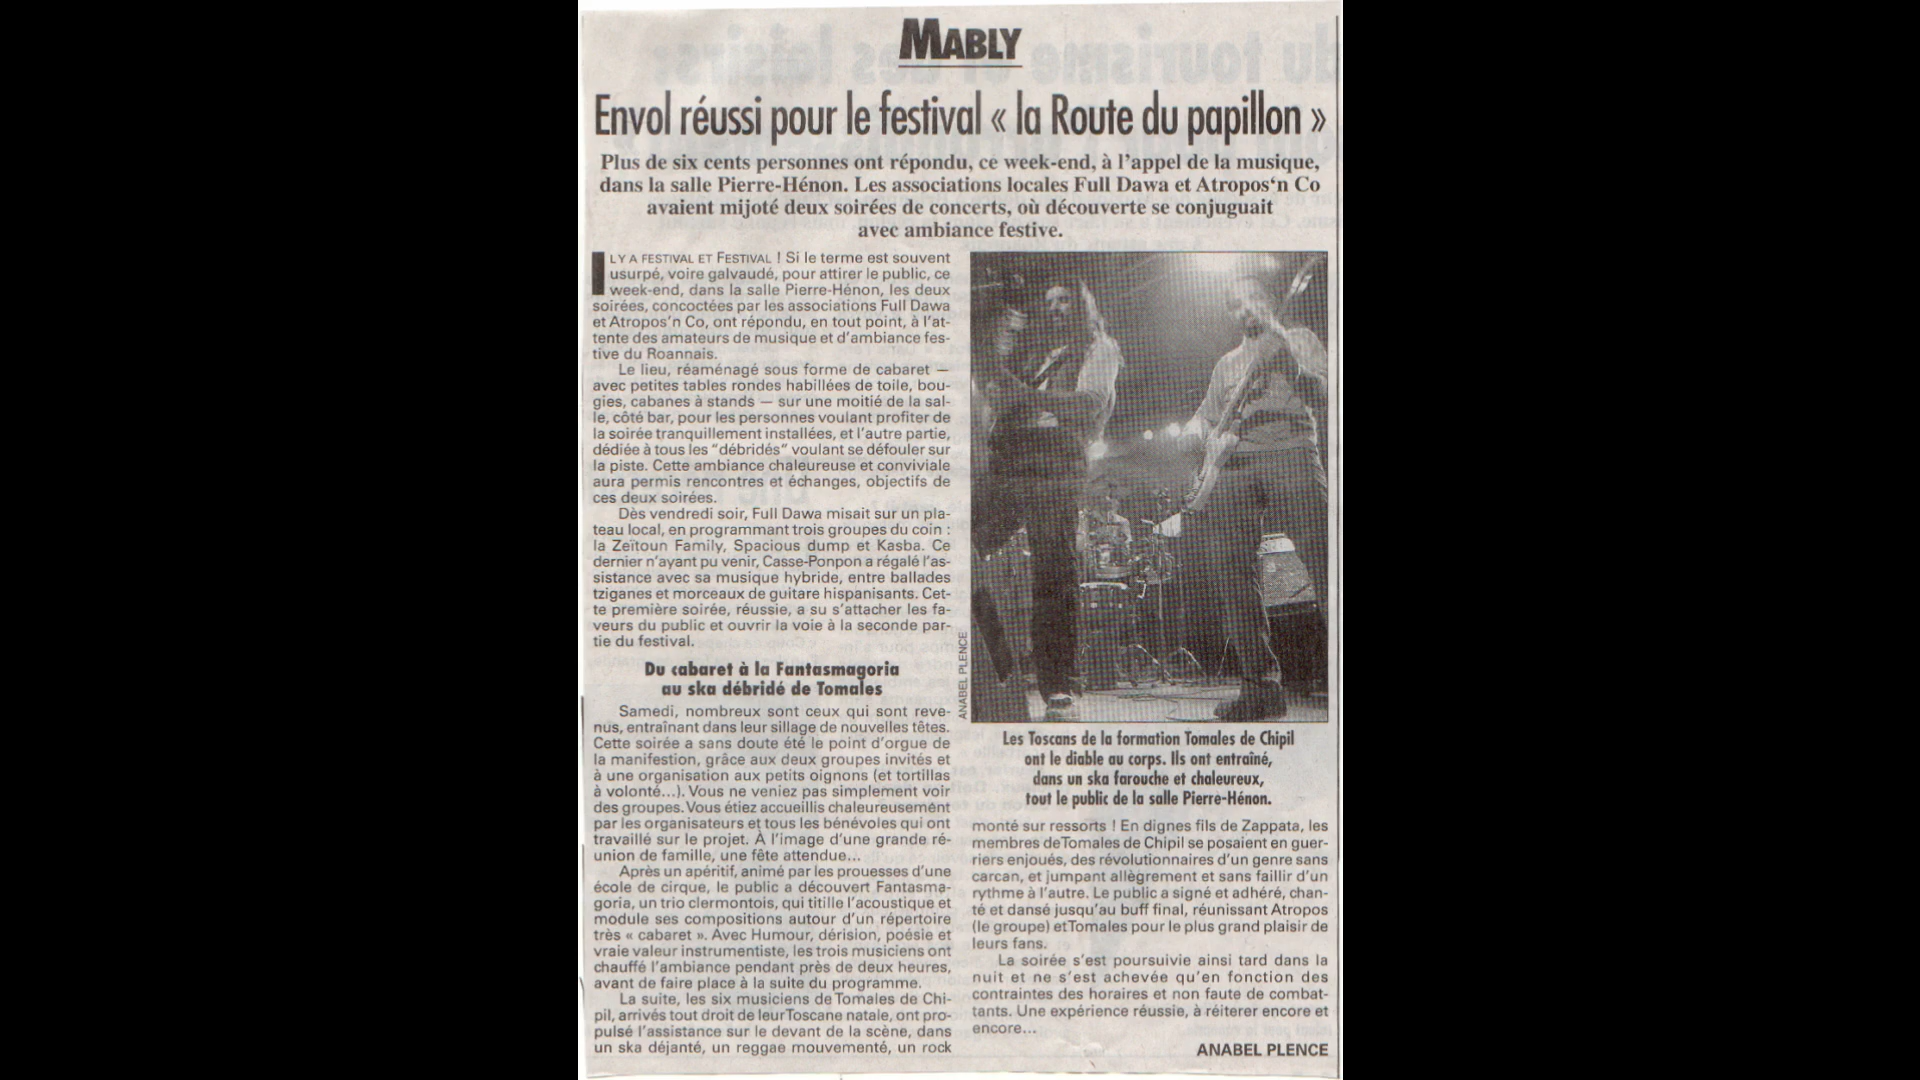 MABLY
Envol réussi pour le festival « la Route du papillon »
Plus de six cents personnes ont répondu, ce week-end, à l’appel de la musique,
dans la salle Pierre-Hénon. Les associations locales Full Dawa et Atropos‘n Co
avaient mijoté deux soirées de concerts, où découverte se conjuguait
avec ambiance festive.
IL Y A FESTIVAL ET FESTIVAL ! Si le terme est souvent
usurpé, voire galvaudé, pour attirer le public, ce
week-end, dans la salle Pierre-Hénon, les deux
soirées, concoctées par les associations Full Dawa
et Atropos’n Co, ont répondu, en tout point, à l’at-
tente des amateurs de musique et d’ambiance fes-
tive du Roannais.
Le lieu, réaménagé sous forme de cabaret —
avec petites tables rondes habillées de toile, bou-
gies, cabanes à stands — sur une moitié de la sal-
le, côté bar, pour les personnes voulant profiter de
la soirée tranquillement installées, et l’autre partie,
dédiée à tous les "débridés" voulant se défouler sur
la piste. Cette ambiance chaleureuse et conviviale
aura permis rencontres et échanges, objectifs de
ces deux soirées.
Dès vendredi soir, Full Dawa misait sur un pla-
teau local, en programmant trois groupes du coin :
la Zeïtoun Family, Spacious dump et Kasba. Ce
dernier n’ayant pu venir, Casse-Ponpon a régalé l’as-
sistance avec sa musique hybride, entre ballades
tziganes et morceaux de guitare hispanisants. Cet-
te première soirée, réussie, a su s’attacher les fa-
veurs du public et ouvrir la voie à la seconde par-
tie du festival.
Du cabaret à la Fantasmagoria
au ska débridé de Tomales
Samedi, nombreux sont ceux qui sont reve-
nus, entraînant dans leur sillage de nouvelles têtes.
Cette soirée a sans doute été le point d’orgue de
la manifestion, grâce aux deux groupes invités et
à une organisation aux petits oignons (et tortillas
à volonté...). Vous ne veniez pas simplement voir
des groupes. Vous étiez accueillis chaleureusement
par les organisateurs et tous les bénévoles qui ont
travaillé sur le projet. À l’image d’une grande ré-
union de famille, une fête attendue...
Après un apéritif, animé par les prouesses d’une
école de cirque, le public a découvert Fantasma-
goria, un trio clermontois, qui titille l’acoustique et
module ses compositions autour d’un répertoire
très « cabaret ». Avec Humour, dérision, poésie et
vraie valeur instrumentiste, les trois musiciens ont
chauffé l’ambiance pendant près de deux heures,
avant de faire place à la suite du programme.
La suite, les six musiciens de Tomales de Chi-
pil, arrivés tout droit de leur Toscane natale, ont pro-
pulsé l’assistance sur le devant de la scène, dans
un ska déjanté, un reggae mouvementé, un rock
ANABEL PLENCE
Les Toscans de la formation Tomales de Chipil
ont le diable au corps. Ils ont entraîné,
dans un ska farouche et chaleureux,
tout le public de la salle Pierre-Hénon.
monté sur ressorts ! En dignes fils de Zappata, les
membres de Tomales de Chipil se posaient en guer-
riers enjoués, des révolutionnaires d’un genre sans
carcan, et jumpant allègrement et sans faillir d’un
rythme à l’autre. Le public a signé et adhéré, chan-
té et dansé jusqu’au buff final, réunissant Atropos
(le groupe) et Tomales pour le plus grand plaisir de
leurs fans.
La soirée s’est poursuivie ainsi tard dans la
nuit et ne s’est achevée qu’en fonction des
contraintes des horaires et non faute de combat-
tants. Une expérience réussie, à réiterer encore et
encore...
ANABEL PLENCE